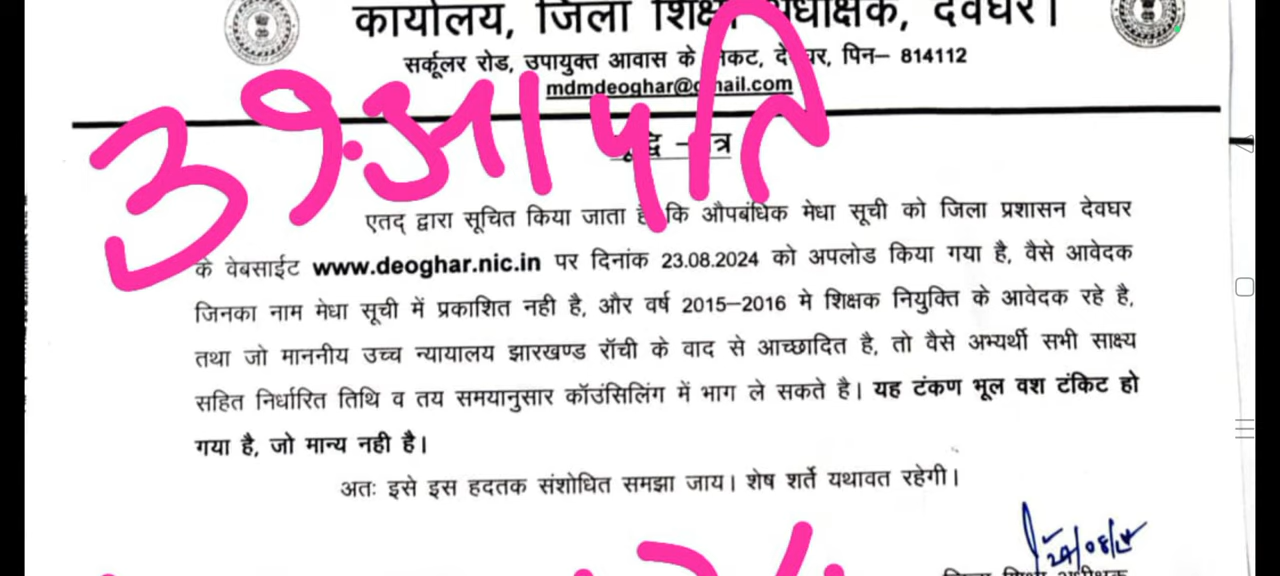 कार्यालय, जिला शिक्षा अधीक्षक, देवघर।
सर्कूलर रोड, उपायुक्त आवास के निकट, देवघर, पिन– 814112
mdmdeoghar@gmail.com
आपति
एतद् द्वारा सूचित किया जाता है कि औपबंधिक मेधा सूची को जिला प्रशासन देवघर
के वेबसाईट www.deoghar.nic.in पर दिनांक 23.08.2024 को अपलोड किया गया है, वैसे आवेदक
जिनका नाम मेधा सूची में प्रकाशित नही है, और वर्ष 2015–2016 मे शिक्षक नियुक्ति के आवेदक रहे है,
तथा जो माननीय उच्च न्यायालय झारखण्ड रॉची के वाद से आच्छादित है, तो वैसे अभ्यर्थी सभी साक्ष्य
सहित निर्धारित तिथि व तय समयानुसार कॉउंसिलिंग में भाग ले सकते है। यह टंकण भूल वश टंकिट हो
गया है, जो मान्य नही है।
अतः इसे इस हदतक संशोधित समझा जाय। शेष शर्ते यथावत रहेगी।